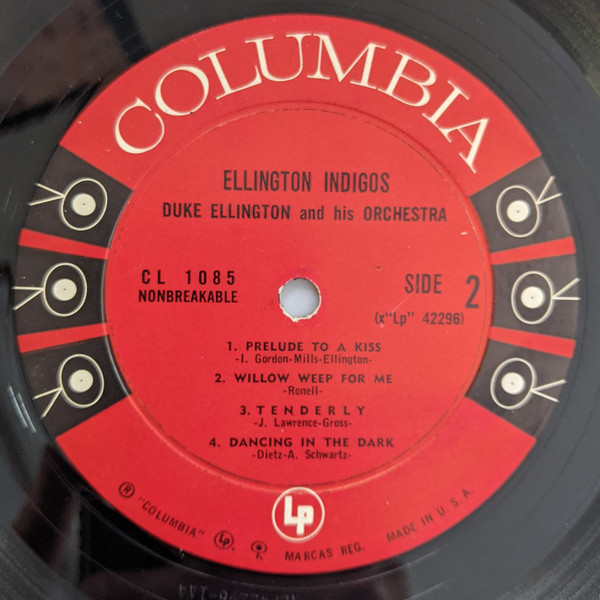 COLUMBIA
ELLINGTON INDIGOS
DUKE ELLINGTON and his ORCHESTRA
CL 1085
NONBREAKABLE
SIDE 2
(x"Lp" 42296)
1. PRELUDE TO A KISS
-J. Gordon-Mills-Ellington-
2. WILLOW WEEP FOR ME
-Ronell-
3. TENDERLY
-J. Lawrence-Gross-
4. DANCING IN THE DARK
-Dietz-A. Schwartz-
Lp
® "COLUMBIA" Lp MARCAS REG. MADE IN U.S.A.